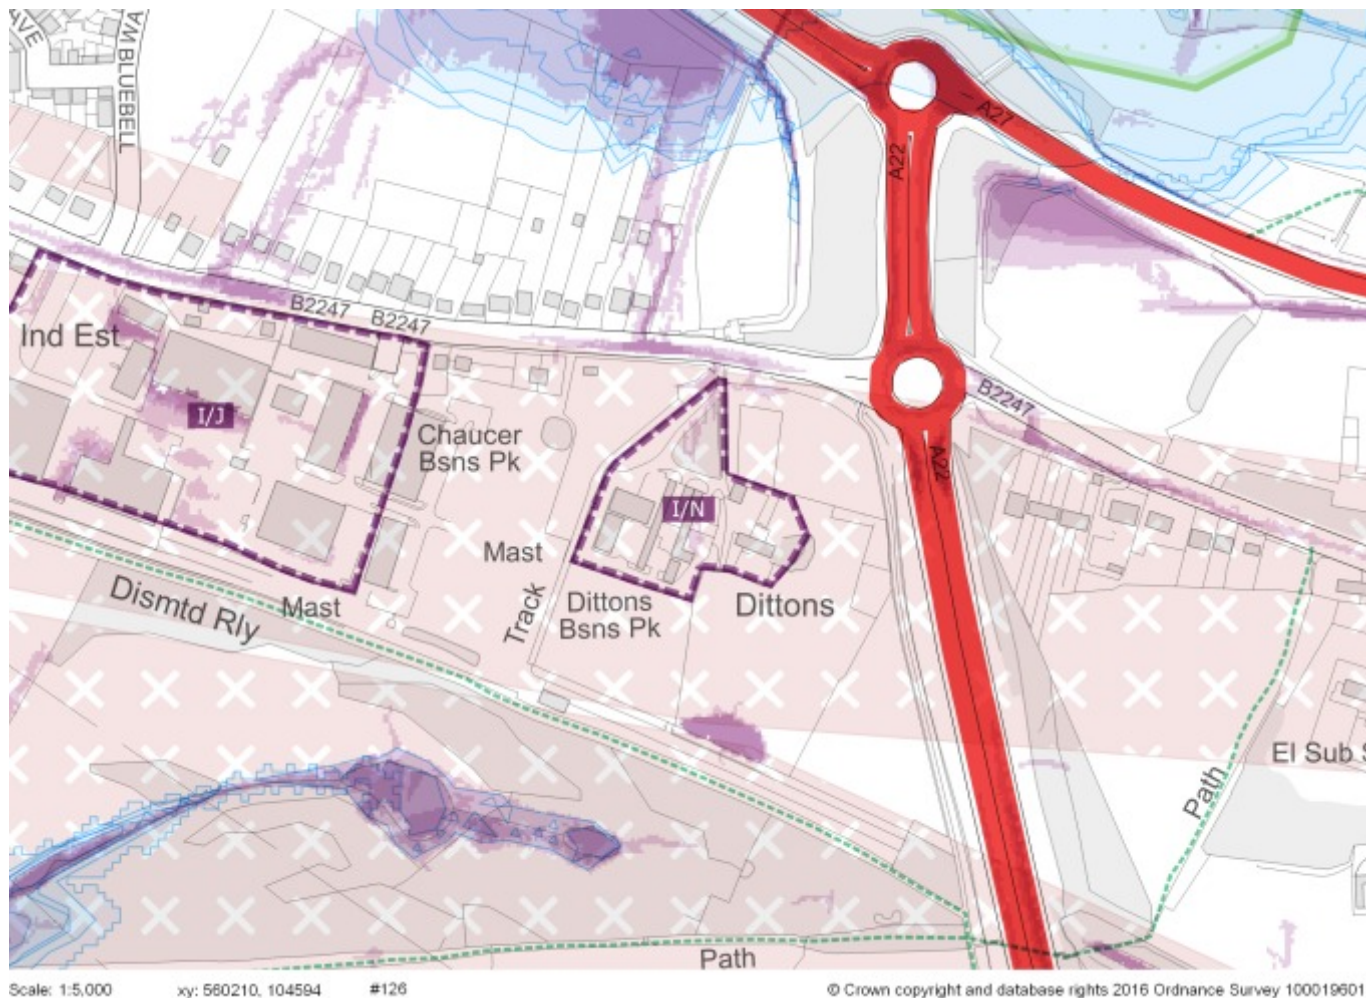 AVE
BLUEBELL
A27
A22
B2247 B2247
Ind Est
I/J
Chaucer
Bsns Pk
B2247
A22
I/N
Mast
Track
Dittons
Bsns Pk
Dittons
Dismtd Rly
Mast
El Sub
Path
Path
Scale: 1:5,000
xy: 560210, 104594
#126
© Crown copyright and database rights 2016 Ordnance Survey 100019601